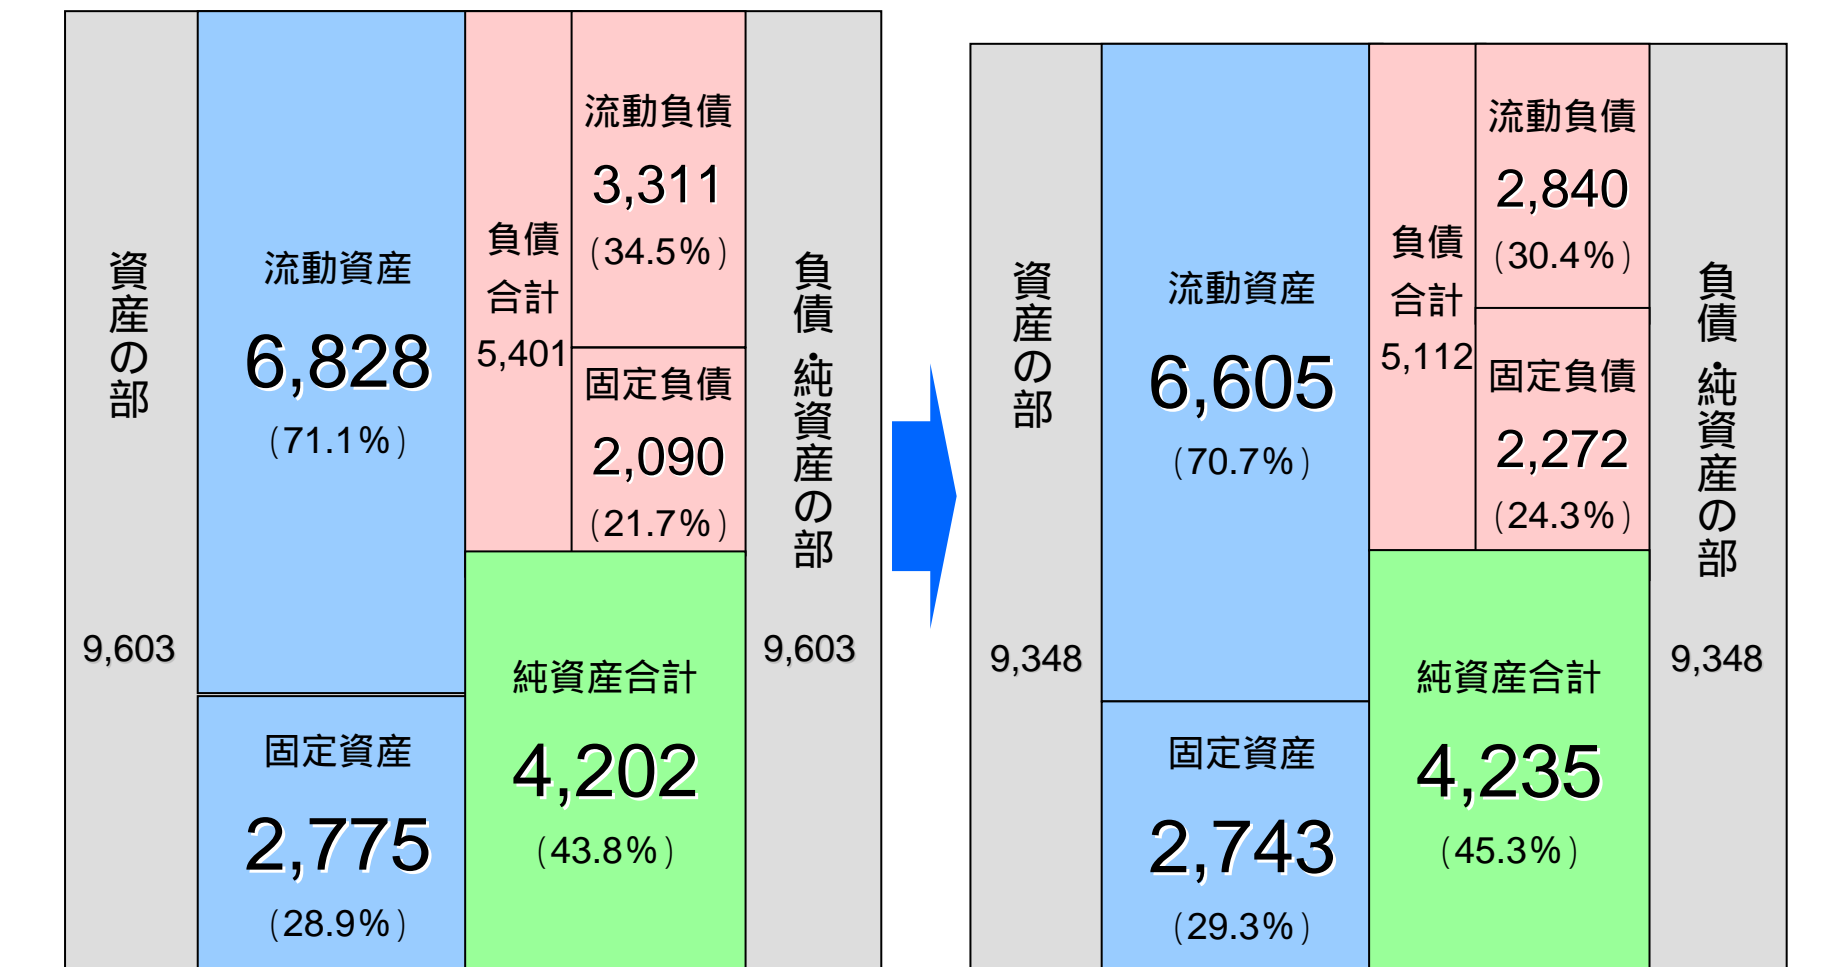 資産の部
9,603
流動資産
6,828
(71.1%)
固定資産
2,775
(28.9%)
負債
合計
5,401
流動負債
3,311
(34.5%)
固定負債
2,090
(21.7%)
純資産合計
4,202
(43.8%)
負債・純資産の部
9,603
資産の部
9,348
流動資産
6,605
(70.7%)
固定資産
2,743
(29.3%)
負債
合計
5,112
流動負債
2,840
(30.4%)
固定負債
2,272
(24.3%)
純資産合計
4,235
(45.3%)
負債・純資産の部
9,348